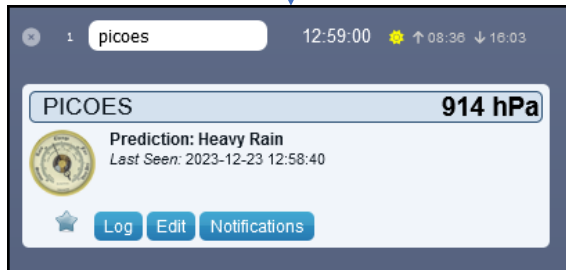 1 picoes 12:59:00 ↑ 08:36 ↓ 16:03
PICOES 914 hPa
Prediction: Heavy Rain
Last Seen: 2023-12-23 12:58:40
Log Edit Notifications